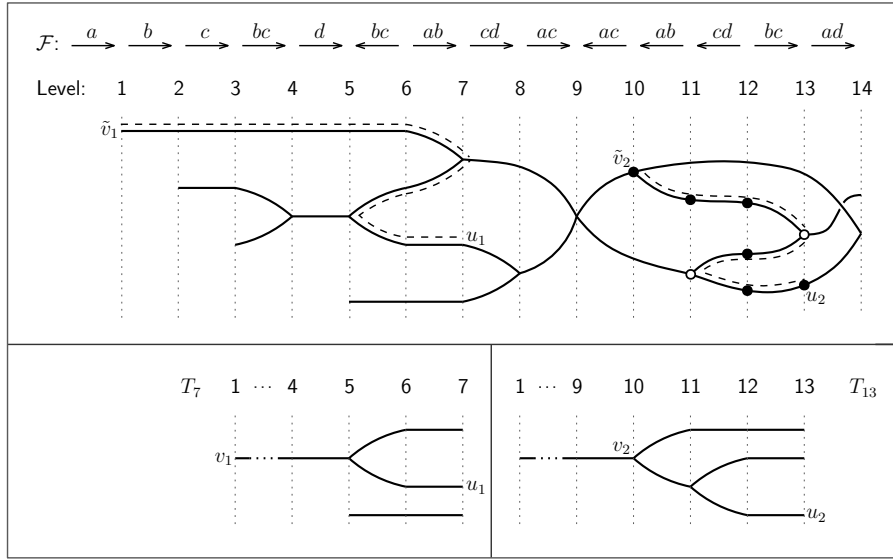 𝓕: a b c bc d bc ab cd ac ac ab cd bc ad
Level: 1 2 3 4 5 6 7 8 9 10 11 12 13 14
ṽ₁
ṽ₂
u₁
u₂
T₇ 1 ⋯ 4 5 6 7
v₁ ⋯
u₁
1 ⋯ 9 10 11 12 13 T₁₃
v₂
⋯
u₂